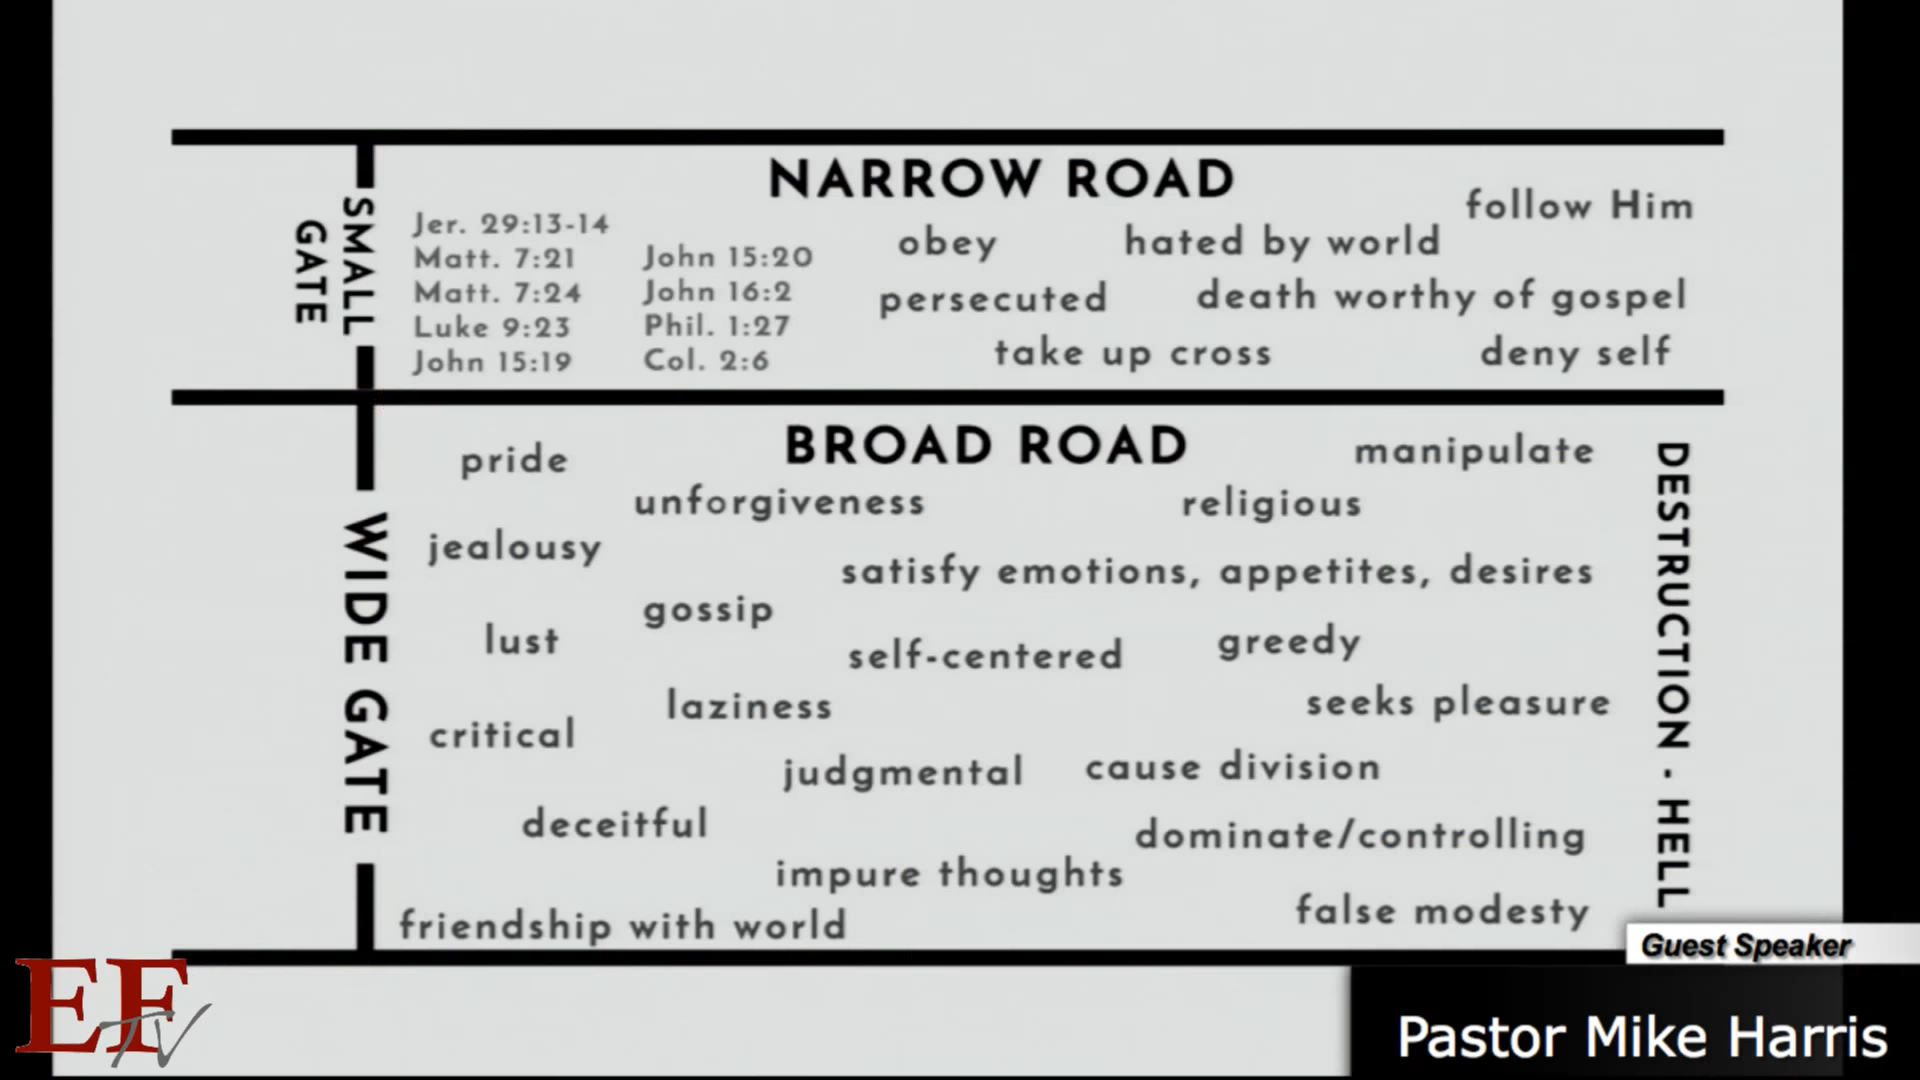 NARROW ROAD
SMALL
GATE
Jer. 29:13-14
Matt. 7:21
Matt. 7:24
Luke 9:23
John 15:19
John 15:20
John 16:2
Phil. 1:27
Col. 2:6
follow Him
obey
hated by world
persecuted
death worthy of gospel
take up cross
deny self
BROAD ROAD
WIDE GATE
pride
manipulate
unforgiveness
religious
jealousy
satisfy emotions, appetites, desires
gossip
lust
self-centered
greedy
laziness
seeks pleasure
critical
judgmental
cause division
deceitful
dominate/controlling
impure thoughts
false modesty
friendship with world
DESTRUCTION - HELL
Guest Speaker
Pastor Mike Harris
EF
TV